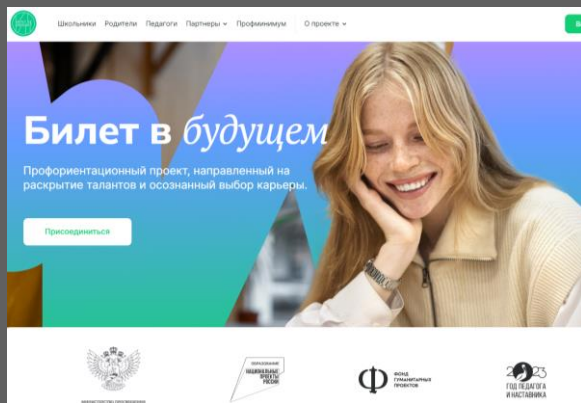 Школьники Родители Педагоги Партнеры Профминимум О проекте
Билет в будущем
Профориентационный проект, направленный на
раскрытие талантов и осознанный выбор карьеры.
Присоединиться
ОБРАЗОВАНИЕ
НАЦИОНАЛЬНЫЕ
ПРОЕКТЫ
РОССИИ
ФОНД
ГУМАНИТАРНЫХ
ПРОЕКТОВ
2023
ГОД ПЕДАГОГА
И НАСТАВНИКА